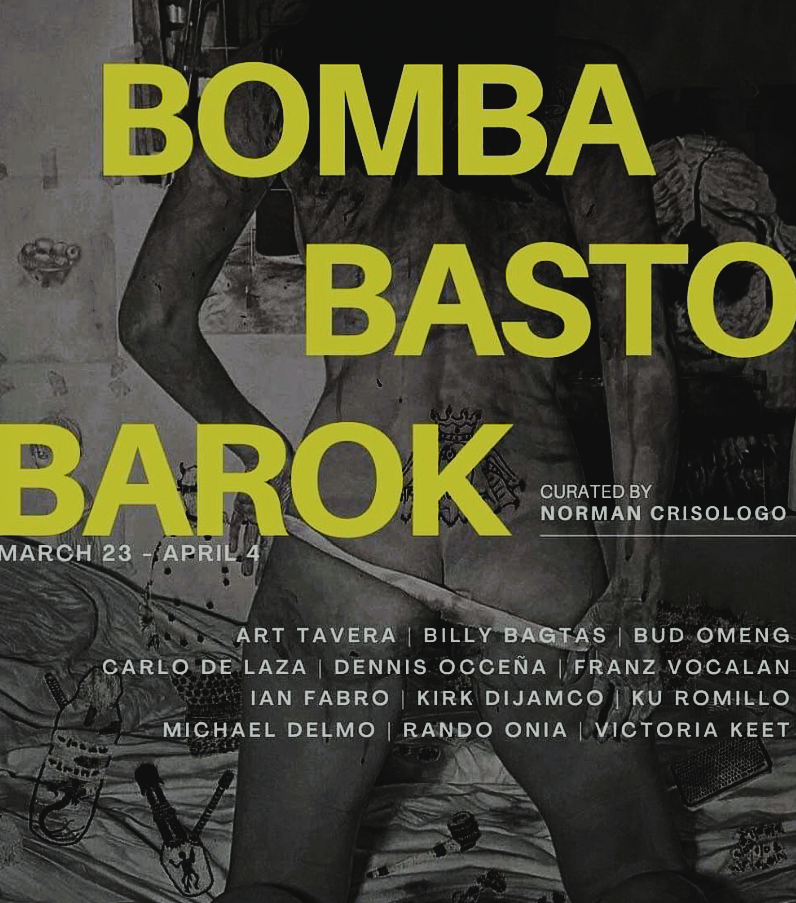 BOMBA
BASTO
BAROK
CURATED BY
NORMAN CRISOLOGO
MARCH 23 – APRIL 4
ART TAVERA | BILLY BAGTAS | BUD OMENG
CARLO DE LAZA | DENNIS OCCEÑA | FRANZ VOCALAN
IAN FABRO | KIRK DIJAMCO | KU ROMILLO
MICHAEL DELMO | RANDO ONIA | VICTORIA KEET